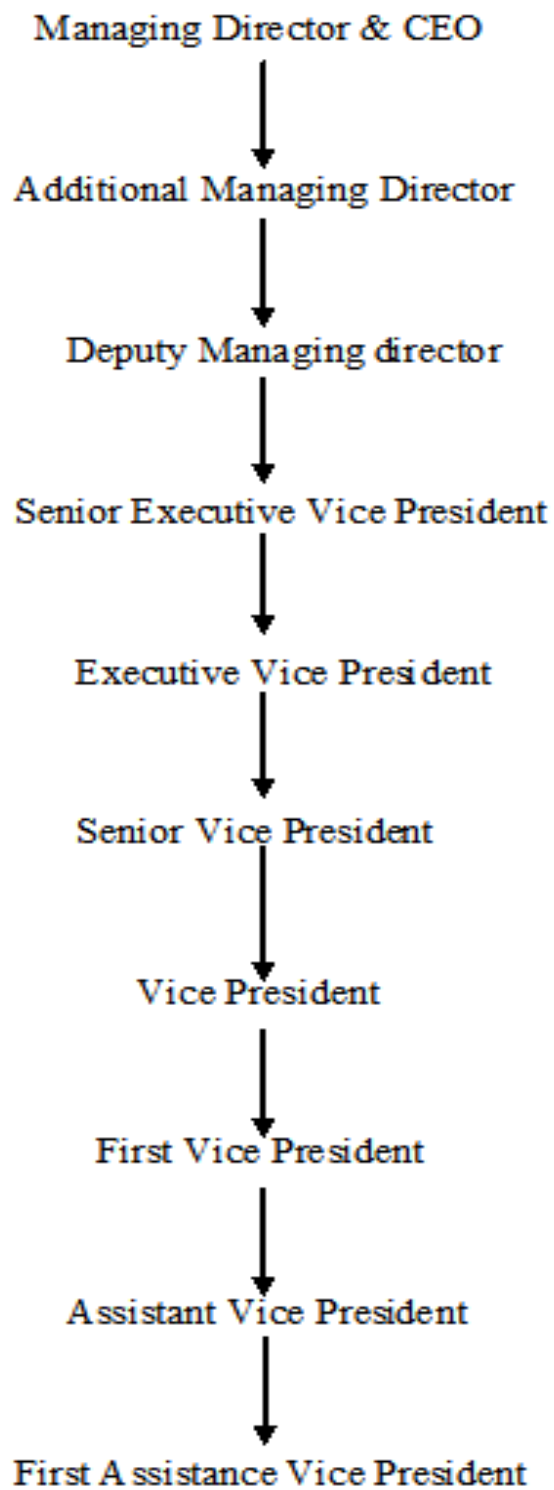 Managing Director & CEO
Additional Managing Director
Deputy Managing director
Senior Executive Vice President
Executive Vice President
Senior Vice President
Vice President
First Vice President
Assistant Vice President
First Assistance Vice President